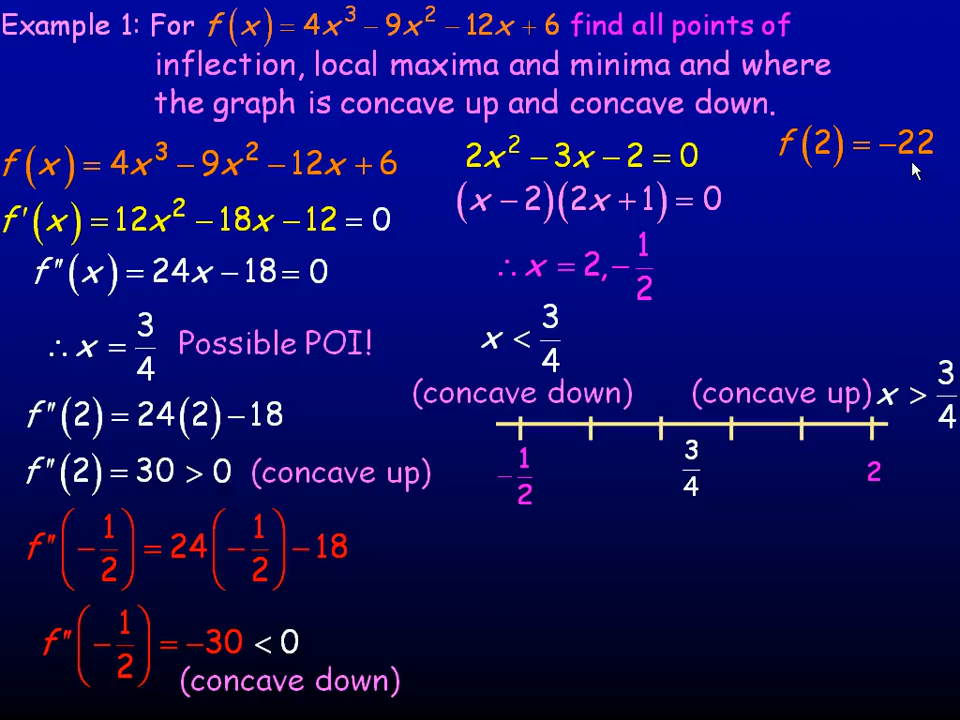 Example 1: For f(x) = 4x³ − 9x² − 12x + 6 find all points of
inflection, local maxima and minima and where
the graph is concave up and concave down.
f(x) = 4x³ − 9x² − 12x + 6
f′(x) = 12x² − 18x − 12 = 0
f″(x) = 24x − 18 = 0
∴ x = 3/4 Possible POI!
f″(2) = 24(2) − 18
f″(2) = 30 > 0 (concave up)
f″(−1/2) = 24(−1/2) − 18
f″(−1/2) = −30 < 0
(concave down)
2x² − 3x − 2 = 0
(x − 2)(2x + 1) = 0
∴ x = 2, −1/2
f(2) = −22
x < 3/4
(concave down) (concave up) x > 3/4
−1/2 3/4 2